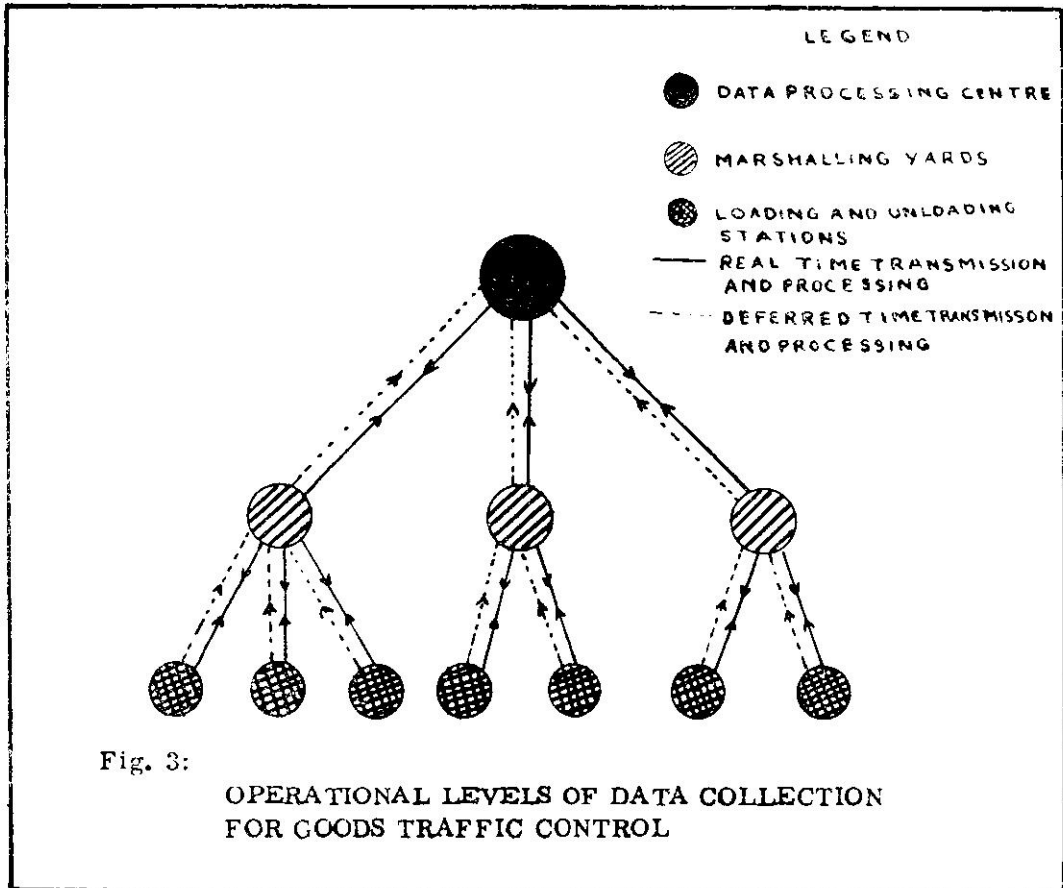 LEGEND
DATA PROCESSING CENTRE
MARSHALLING YARDS
LOADING AND UNLOADING
STATIONS
REAL TIME TRANSMISSION
AND PROCESSING
DEFERRED TIME TRANSMISSON
AND PROCESSING
Fig. 3:
OPERATIONAL LEVELS OF DATA COLLECTION
FOR GOODS TRAFFIC CONTROL